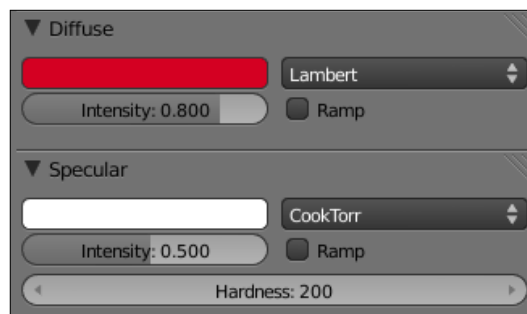 Diffuse
Lambert
Intensity: 0.800
Ramp
Specular
CookTorr
Intensity: 0.500
Ramp
Hardness: 200